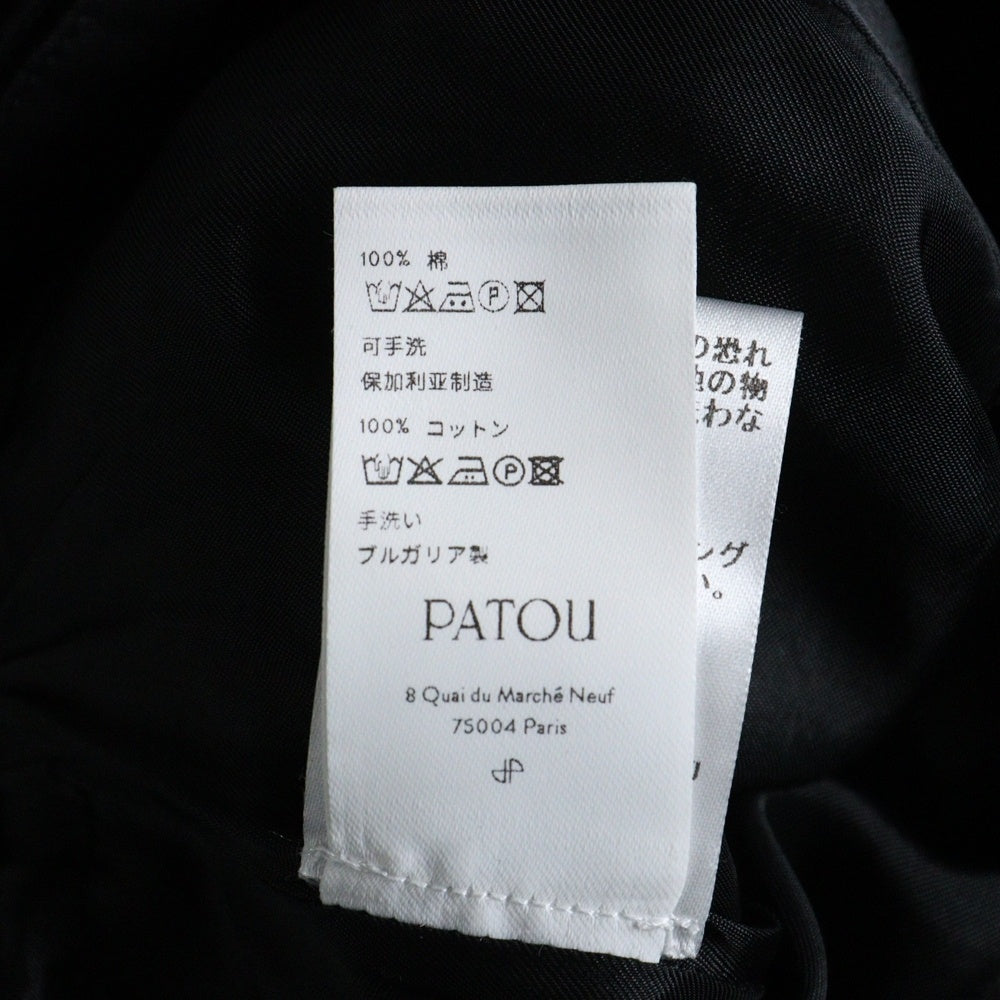 100% 棉
可手洗
保加利亚制造
100% コットン
手洗い
ブルガリア製
PATOU
8 Quai du Marché Neuf
75004 Paris
の恐れ
の物
わな
ング
い。